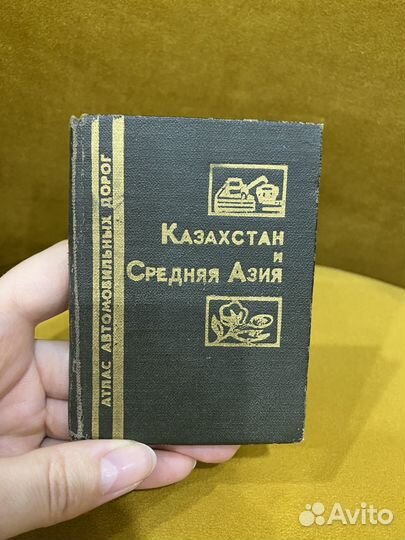 АТЛАС АВТОМОБИЛЬНЫХ ДОРОГ
КАЗАХСТАН
И
СРЕДНЯЯ АЗИЯ
Avito